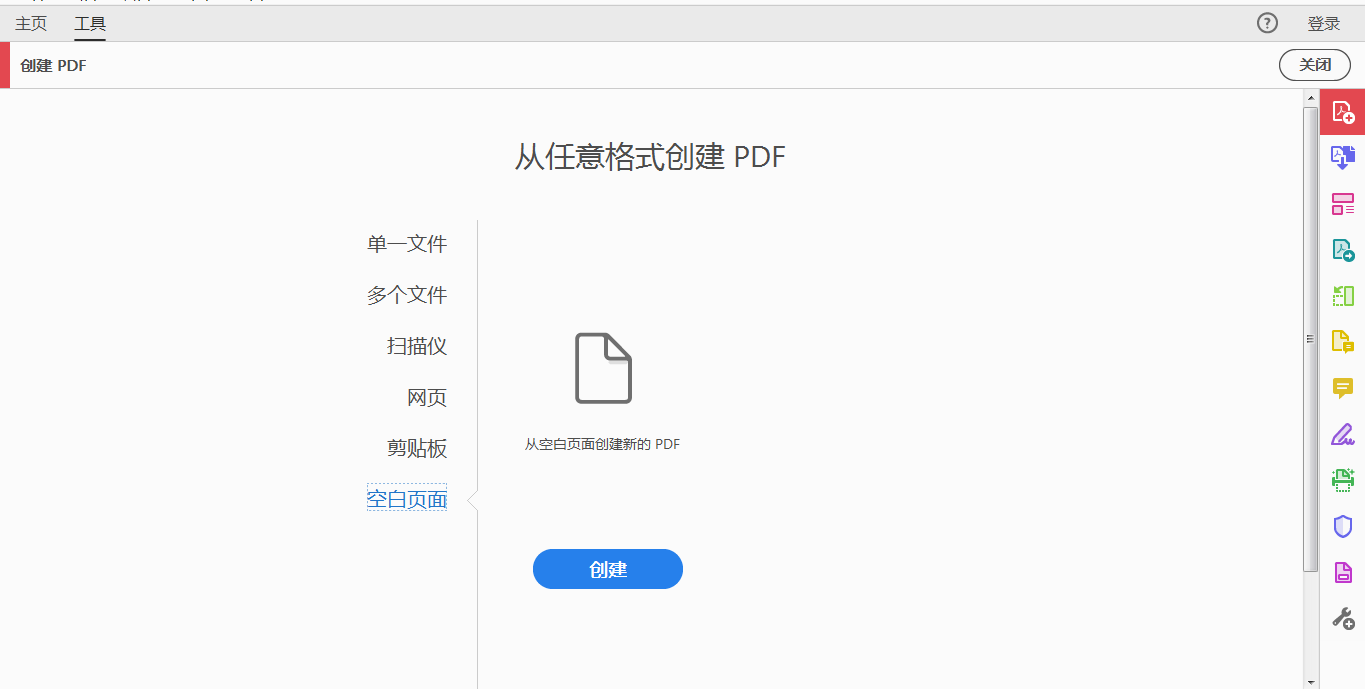 主页 工具 登录
创建 PDF 关闭
从任意格式创建 PDF
单一文件
多个文件
扫描仪
网页
剪贴板
空白页面
从空白页面创建新的 PDF
创建